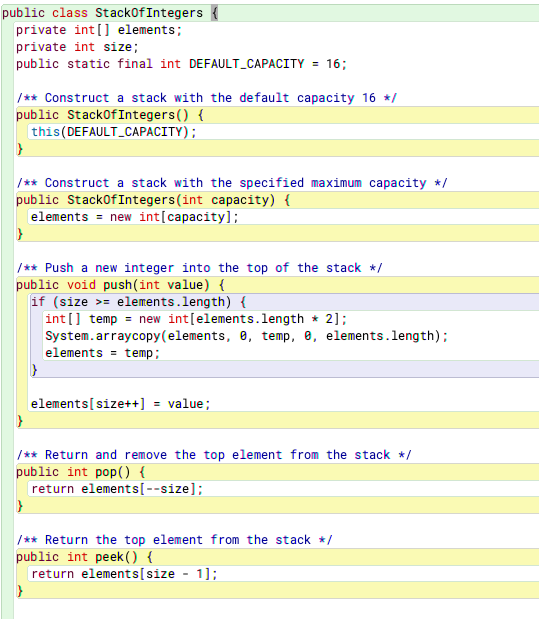 public class StackOfIntegers {
private int[] elements;
private int size;
public static final int DEFAULT_CAPACITY = 16;
/** Construct a stack with the default capacity 16 */
public StackOfIntegers() {
this(DEFAULT_CAPACITY);
}
/** Construct a stack with the specified maximum capacity */
public StackOfIntegers(int capacity) {
elements = new int[capacity];
}
/** Push a new integer into the top of the stack */
public void push(int value) {
if (size >= elements.length) {
int[] temp = new int[elements.length * 2];
System.arraycopy(elements, 0, temp, 0, elements.length);
elements = temp;
}
elements[size++] = value;
}
/** Return and remove the top element from the stack */
public int pop() {
return elements[--size];
}
/** Return the top element from the stack */
public int peek() {
return elements[size - 1];
}